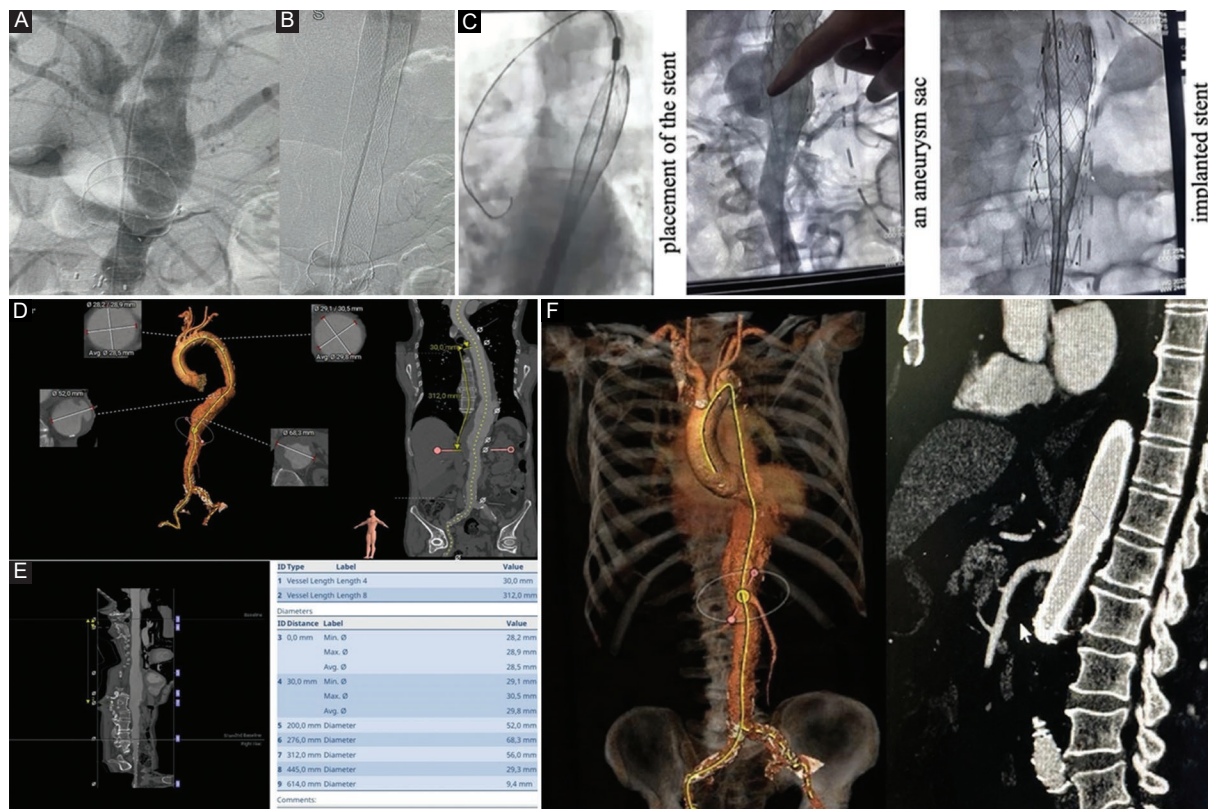 A
B
S
C
placement of the stent
an aneurysm sac
implanted stent
D
Ø 28,2 / 28,9 mm
Avg. Ø 28,5 mm
Ø 29,1 / 30,5 mm
Avg. Ø 29,8 mm
Ø 52,0 mm
Ø 68,3 mm
30,0 mm
312,0 mm
E
ID Type Label Value
1 Vessel Length Length 4 30,0 mm
2 Vessel Length Length 8 312,0 mm
Diameters
ID Distance Label Value
3 0,0 mm Min. Ø 28,2 mm
Max. Ø 28,9 mm
Avg. Ø 28,5 mm
4 30,0 mm Min. Ø 29,1 mm
Max. Ø 30,5 mm
Avg. Ø 29,8 mm
5 200,0 mm Diameter 52,0 mm
6 276,0 mm Diameter 68,3 mm
7 312,0 mm Diameter 56,0 mm
8 445,0 mm Diameter 29,3 mm
9 614,0 mm Diameter 9,4 mm
Comments:
F